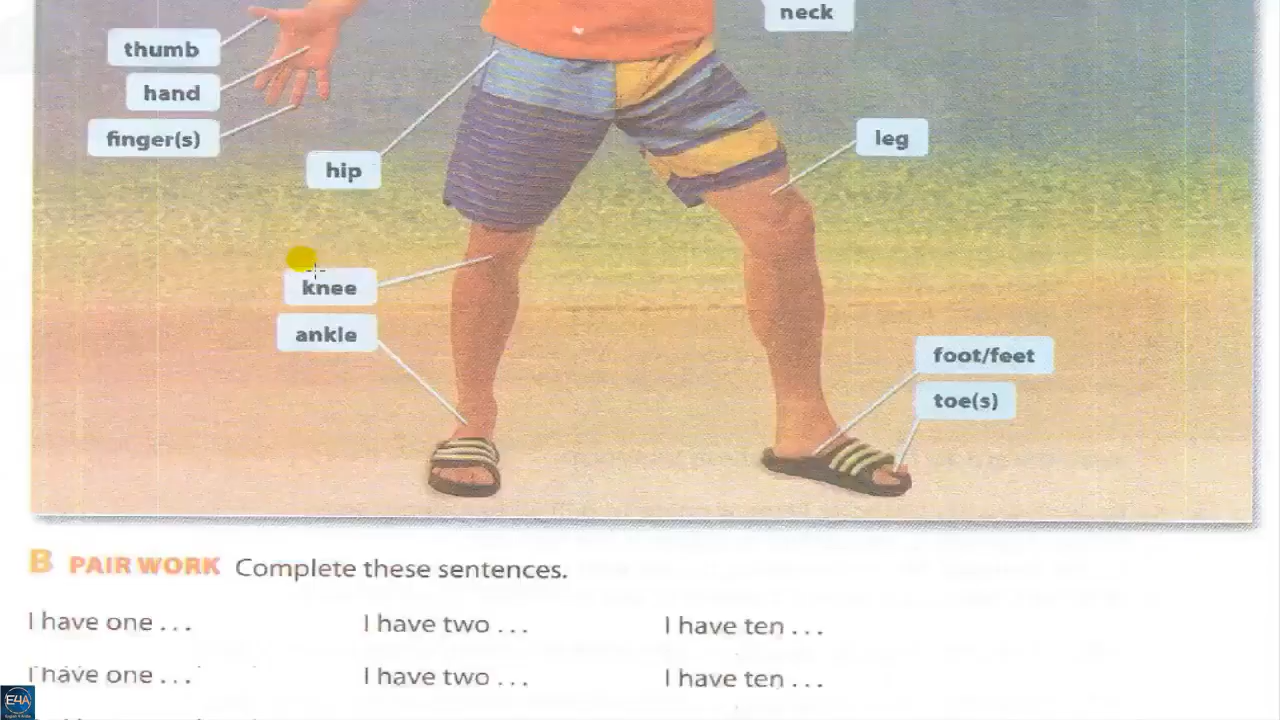 neck
thumb
hand
finger(s)
leg
hip
knee
ankle
foot/feet
toe(s)
B PAIR WORK Complete these sentences.
I have one . . . I have two . . . I have ten . . .
I have one . . . I have two . . . I have ten . . .
E4A